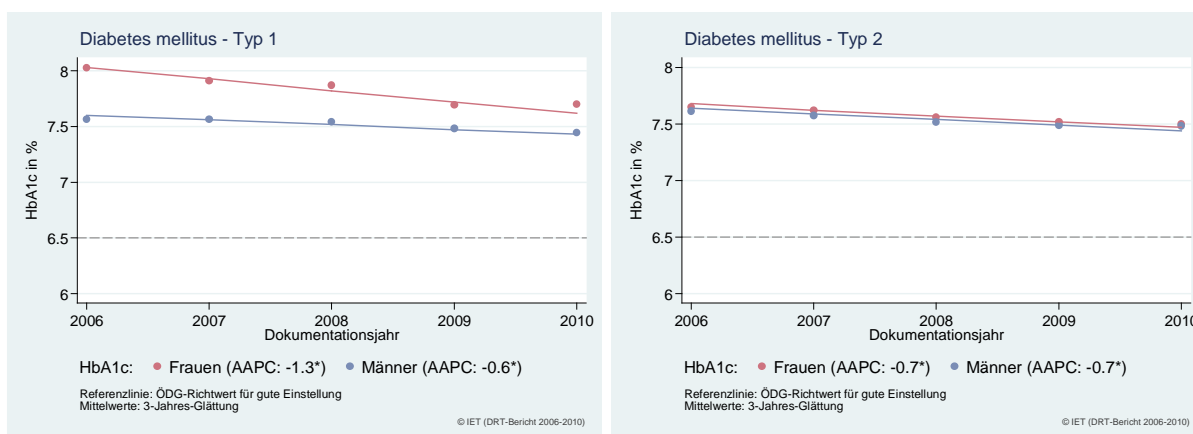 Diabetes mellitus - Typ 1
HbA1c in %
8
7.5
7
6.5
6
2006 2007 2008 2009 2010
Dokumentationsjahr
HbA1c: Frauen (AAPC: -1.3*) Männer (AAPC: -0.6*)
Referenzlinie: ÖDG-Richtwert für gute Einstellung
Mittelwerte: 3-Jahres-Glättung
© IET (DRT-Bericht 2006-2010)
Diabetes mellitus - Typ 2
HbA1c in %
8
7.5
7
6.5
6
2006 2007 2008 2009 2010
Dokumentationsjahr
HbA1c: Frauen (AAPC: -0.7*) Männer (AAPC: -0.7*)
Referenzlinie: ÖDG-Richtwert für gute Einstellung
Mittelwerte: 3-Jahres-Glättung
© IET (DRT-Bericht 2006-2010)